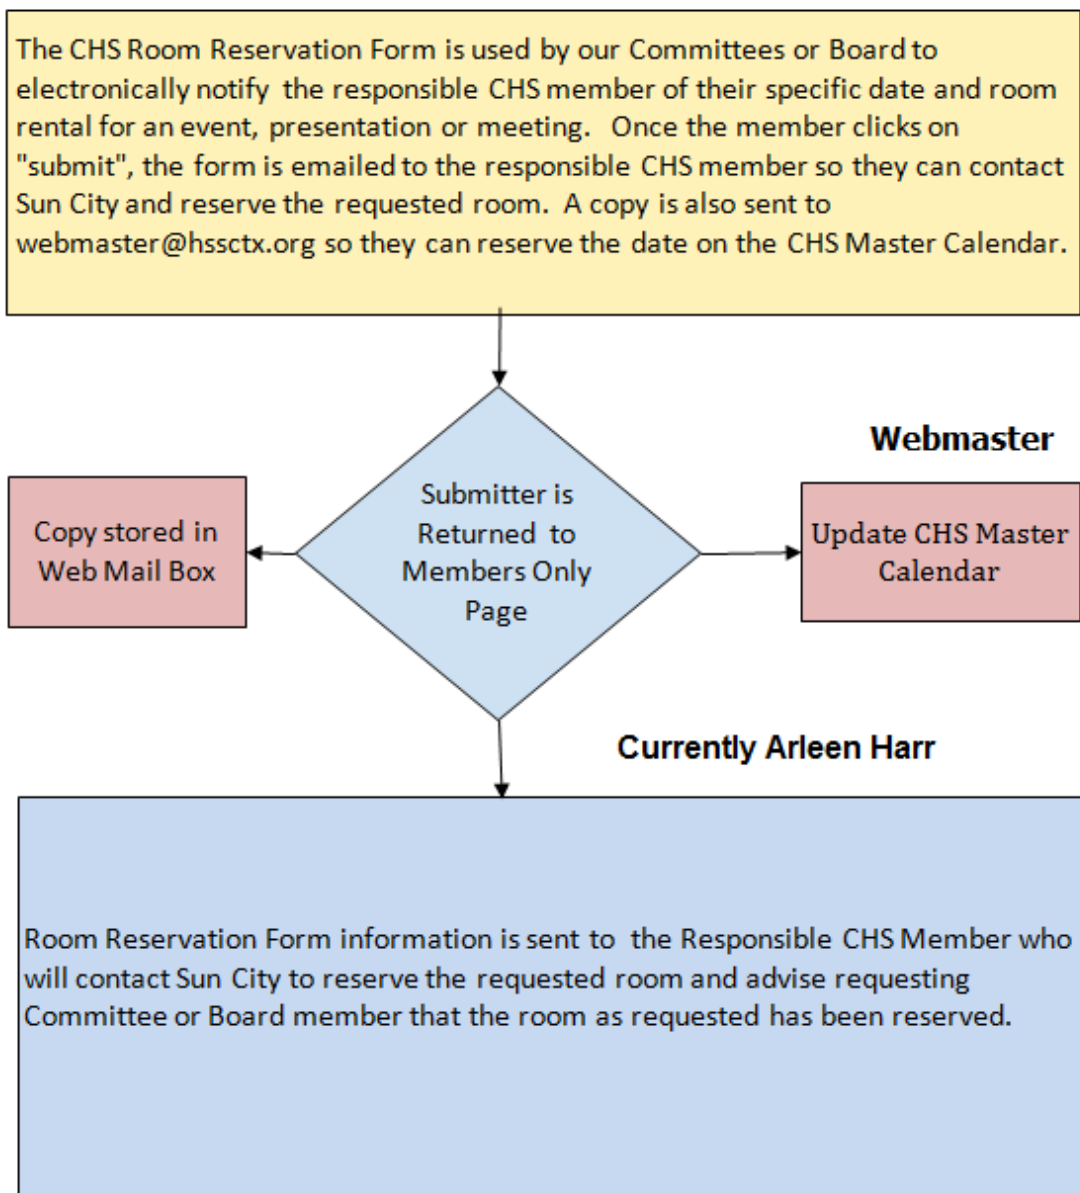 The CHS Room Reservation Form is used by our Committees or Board to
electronically notify the responsible CHS member of their specific date and room
rental for an event, presentation or meeting. Once the member clicks on
"submit", the form is emailed to the responsible CHS member so they can contact
Sun City and reserve the requested room. A copy is also sent to
webmaster@hssctx.org so they can reserve the date on the CHS Master Calendar.
Webmaster
Copy stored in
Web Mail Box
Submitter is
Returned to
Members Only
Page
Update CHS Master
Calendar
Currently Arleen Harr
Room Reservation Form information is sent to the Responsible CHS Member who
will contact Sun City to reserve the requested room and advise requesting
Committee or Board member that the room as requested has been reserved.